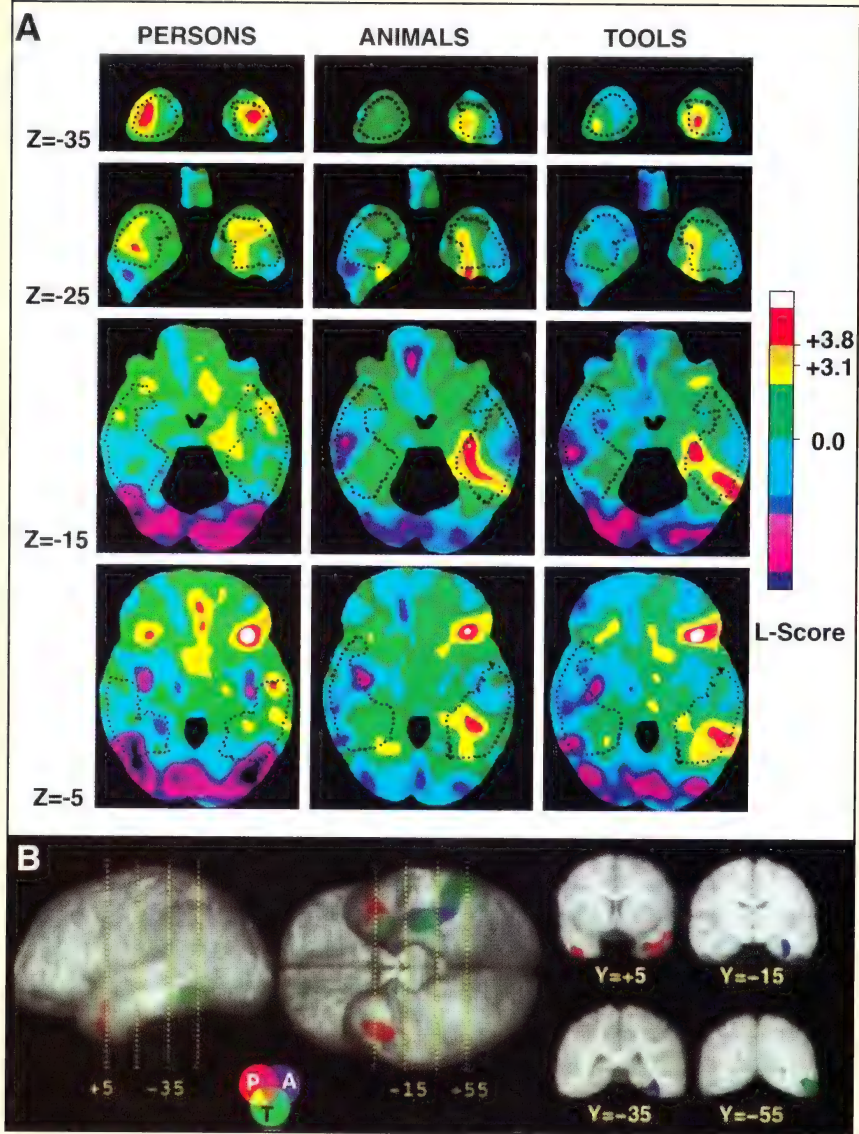 A
PERSONS ANIMALS TOOLS
Z=-35
Z=-25
+3.8
+3.1
0.0
Z=-15
L-Score
Z=-5
B
Y=+5 Y=-15
P A
T
+5 -35 -15 +55
Y=-35 Y=-55